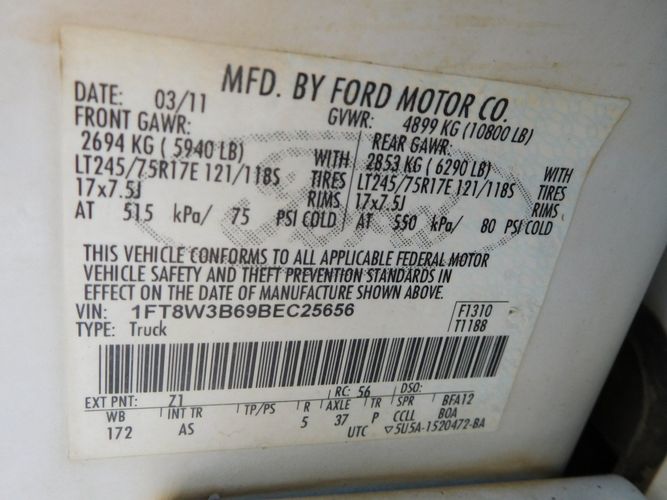 MFD. BY FORD MOTOR CO.
DATE: 03/11 GVWR: 4899 KG (10800 LB)
FRONT GAWR: REAR GAWR:
2694 KG ( 5940 LB) WITH 2853 KG ( 6290 LB) WITH
LT245/75R17E 121/118S TIRES LT245/75R17E 121/118S TIRES
17x7.5J RIMS 17x7.5J RIMS
AT 515 kPa/ 75 PSI COLD AT 550 kPa/ 80 PSI COLD
THIS VEHICLE CONFORMS TO ALL APPLICABLE FEDERAL MOTOR
VEHICLE SAFETY AND THEFT PREVENTION STANDARDS IN
EFFECT ON THE DATE OF MANUFACTURE SHOWN ABOVE.
VIN: 1FT8W3B69BEC25656 F1310
TYPE: Truck T1188
EXT PNT: Z1 RC: 56 DSO:
WB INT TR TP/PS R AXLE TR SPR BFA12
172 AS 5 37 P CCLL BOA
UTC ▽5U5A-1520472-BA